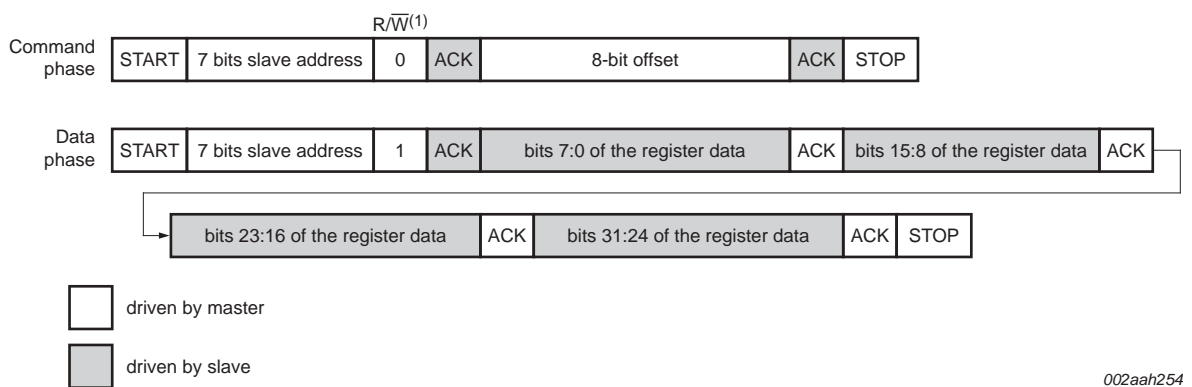 R/W(1)
Command phase START 7 bits slave address 0 ACK 8-bit offset ACK STOP
Data phase START 7 bits slave address 1 ACK bits 7:0 of the register data ACK bits 15:8 of the register data ACK
bits 23:16 of the register data ACK bits 31:24 of the register data ACK STOP
driven by master
driven by slave
002aah254